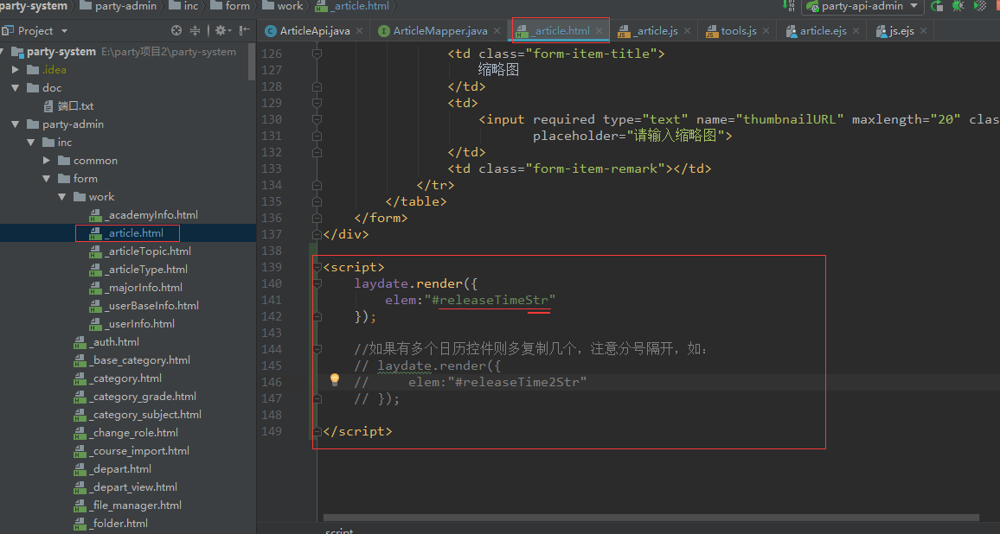 party-system party-admin inc form work _article.html party-api-admin
Project ArticleApi.java ArticleMapper.java _article.html _article.js tools.js article.ejs js.ejs
party-system E:\party项目2\party-system
.idea
doc
端口.txt
party-admin
inc
common
form
work
_academyInfo.html
_article.html
_articleTopic.html
_articleType.html
_majorInfo.html
_userBaseInfo.html
_userInfo.html
_auth.html
_base_category.html
_category.html
_category_grade.html
_category_subject.html
_change_role.html
_course_import.html
_depart.html
_depart_view.html
_file_manager.html
_folder.html
126 <td class="form-item-title">
127 缩略图
128 </td>
129 <td>
130 <input required type="text" name="thumbnailURL" maxlength="20" clas
131 placeholder="请输入缩略图">
132 </td>
133 <td class="form-item-remark"></td>
134 </tr>
135 </table>
136 </form>
137 </div>
138
139 <script>
140 laydate.render({
141 elem:"#releaseTimeStr"
142 });
143
144 //如果有多个日历控件则多复制几个，注意分号隔开，如：
145 // laydate.render({
146 // elem:"#releaseTime2Str"
147 // });
148
149 </script>
script